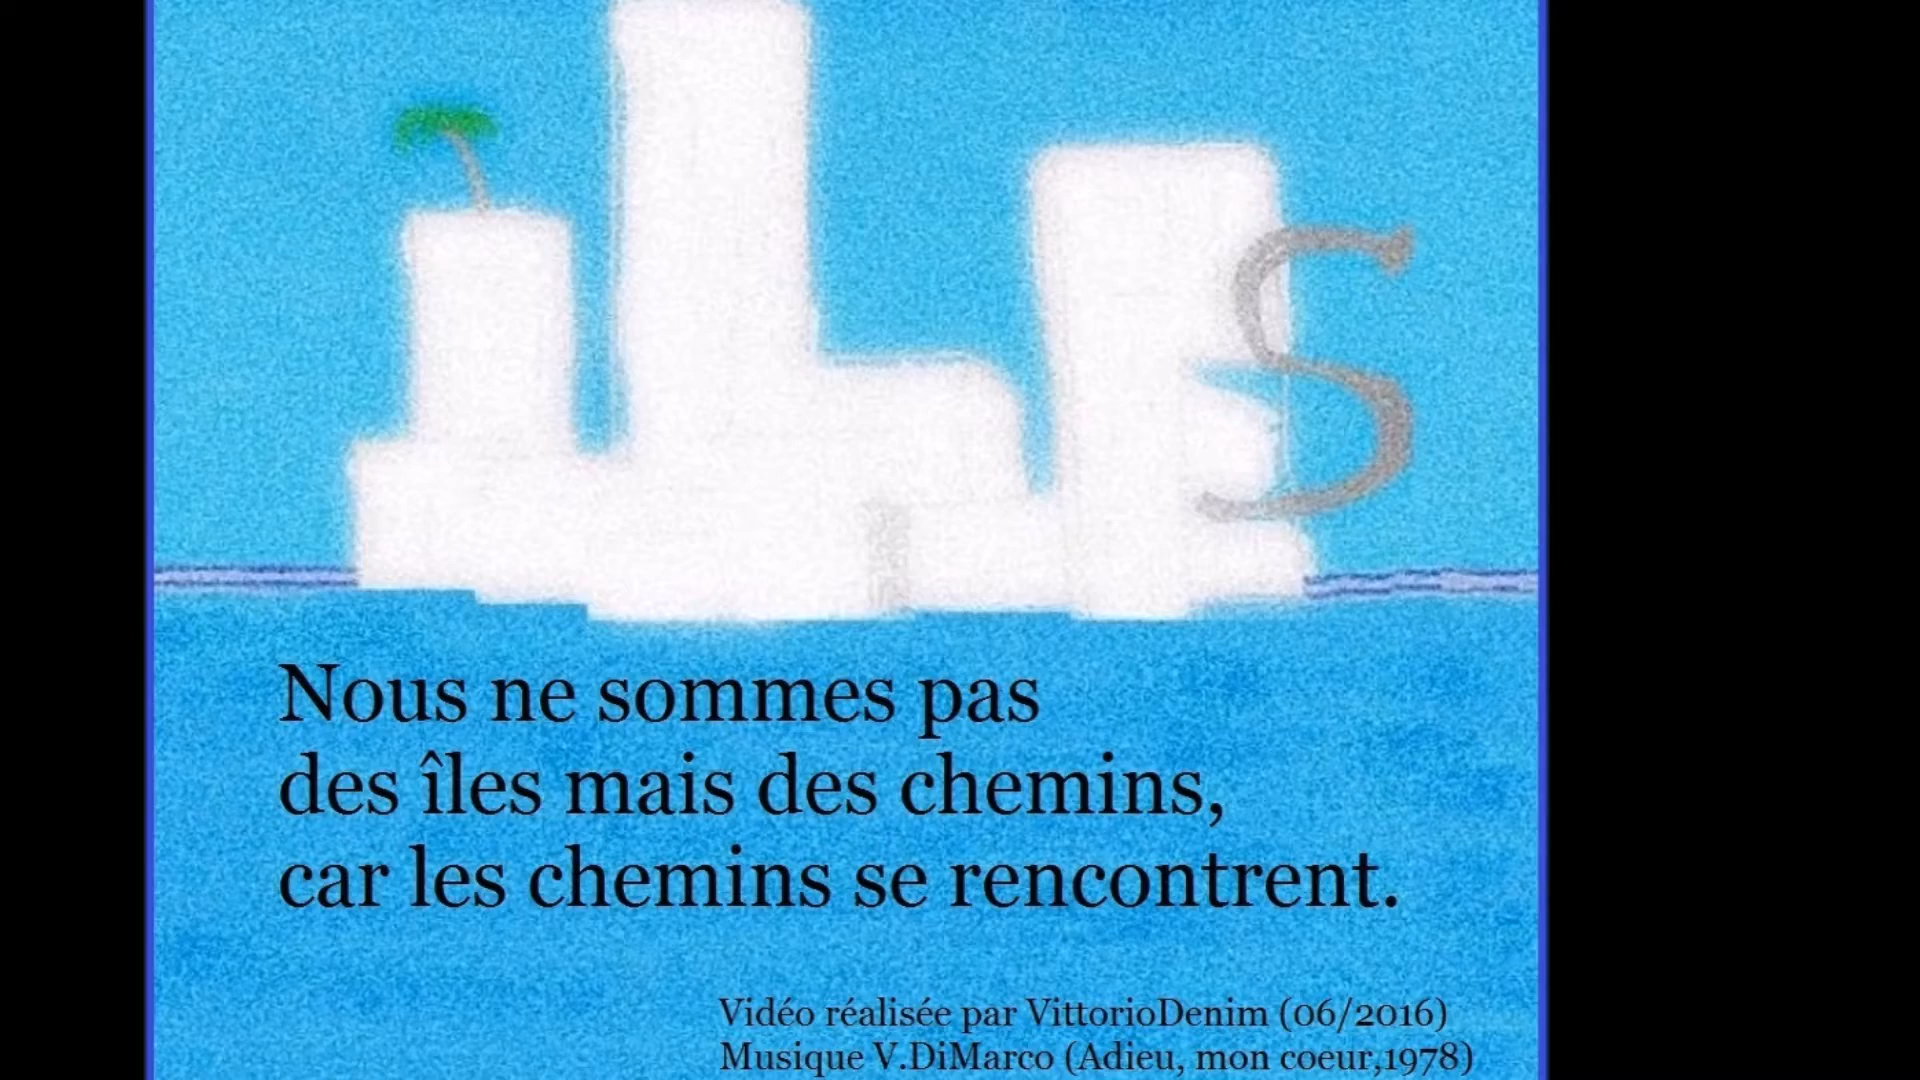 S
Nous ne sommes pas
des îles mais des chemins,
car les chemins se rencontrent.
Vidéo réalisée par VittorioDenim (06/2016)
Musique V.DiMarco (Adieu, mon coeur,1978)